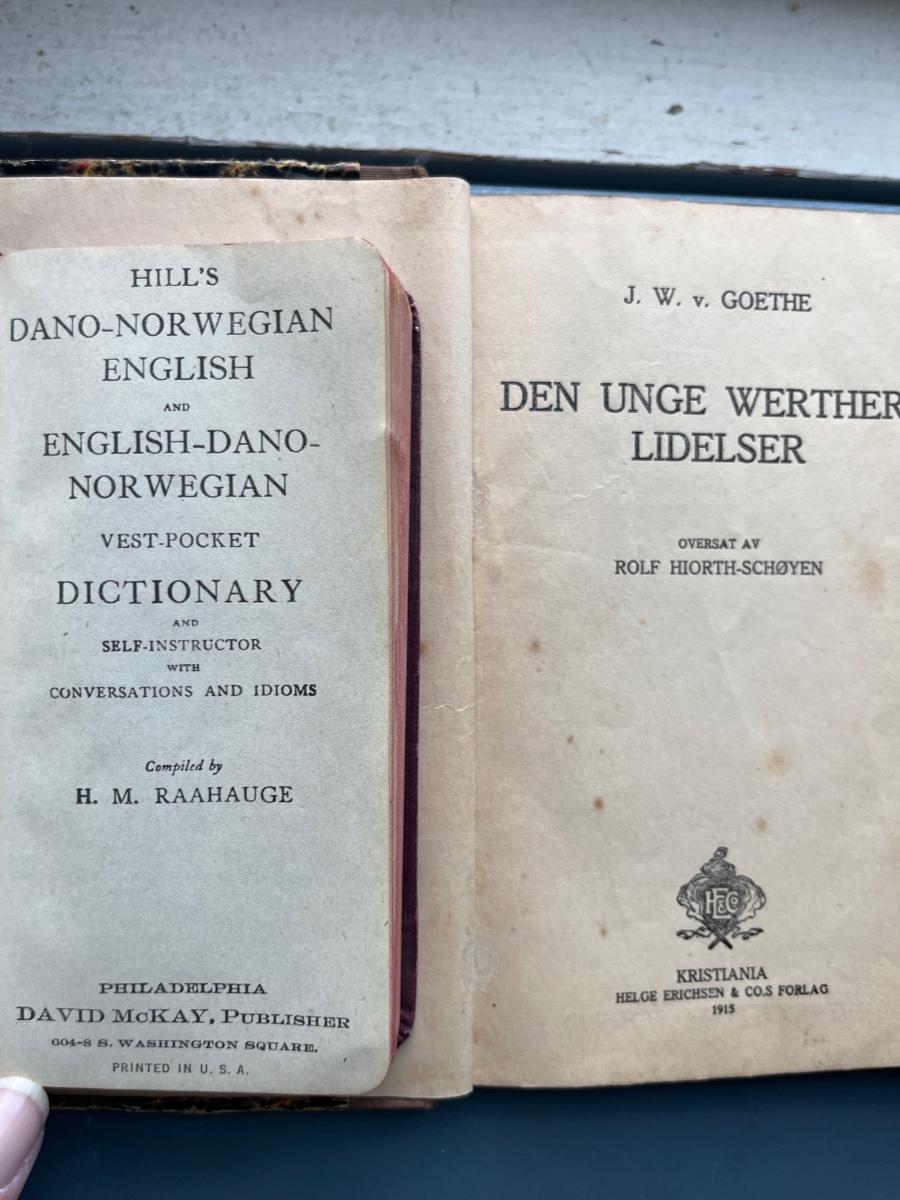 HILL'S
DANO-NORWEGIAN
ENGLISH
AND
ENGLISH-DANO-
NORWEGIAN
VEST-POCKET
DICTIONARY
AND
SELF-INSTRUCTOR
WITH
CONVERSATIONS AND IDIOMS
Compiled by
H. M. RAAHAUGE
PHILADELPHIA
DAVID McKAY, PUBLISHER
604-8 S. WASHINGTON SQUARE.
PRINTED IN U. S. A.
J. W. v. GOETHE
DEN UNGE WERTHER
LIDELSER
OVERSAT AV
ROLF HIORTH-SCHØYEN
HE&Co
KRISTIANIA
HELGE ERICHSEN & CO.S FORLAG
1915